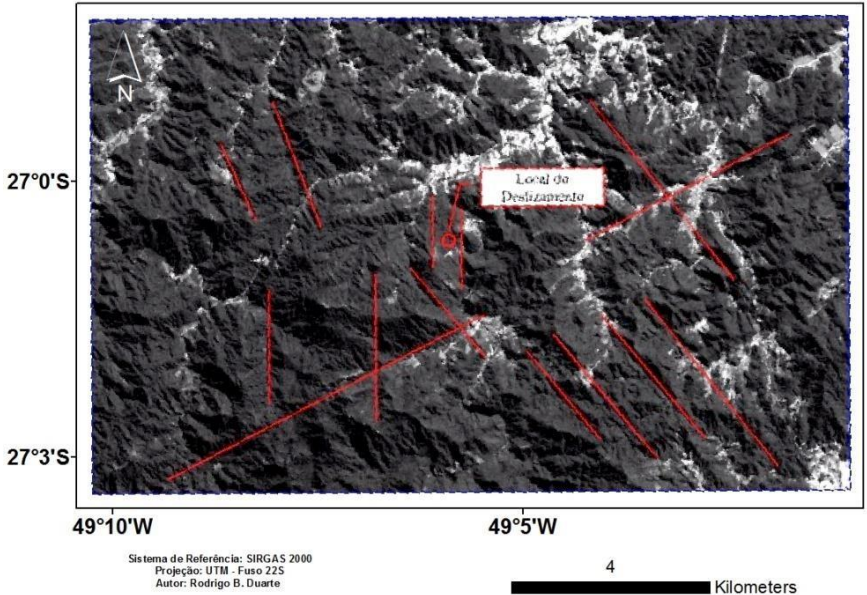 N
27°0'S
Local do
Deslizamento
27°3'S
49°10'W
49°5'W
Sistema de Referência: SIRGAS 2000
Projeção: UTM - Fuso 22S
Autor: Rodrigo B. Duarte
4
Kilometers